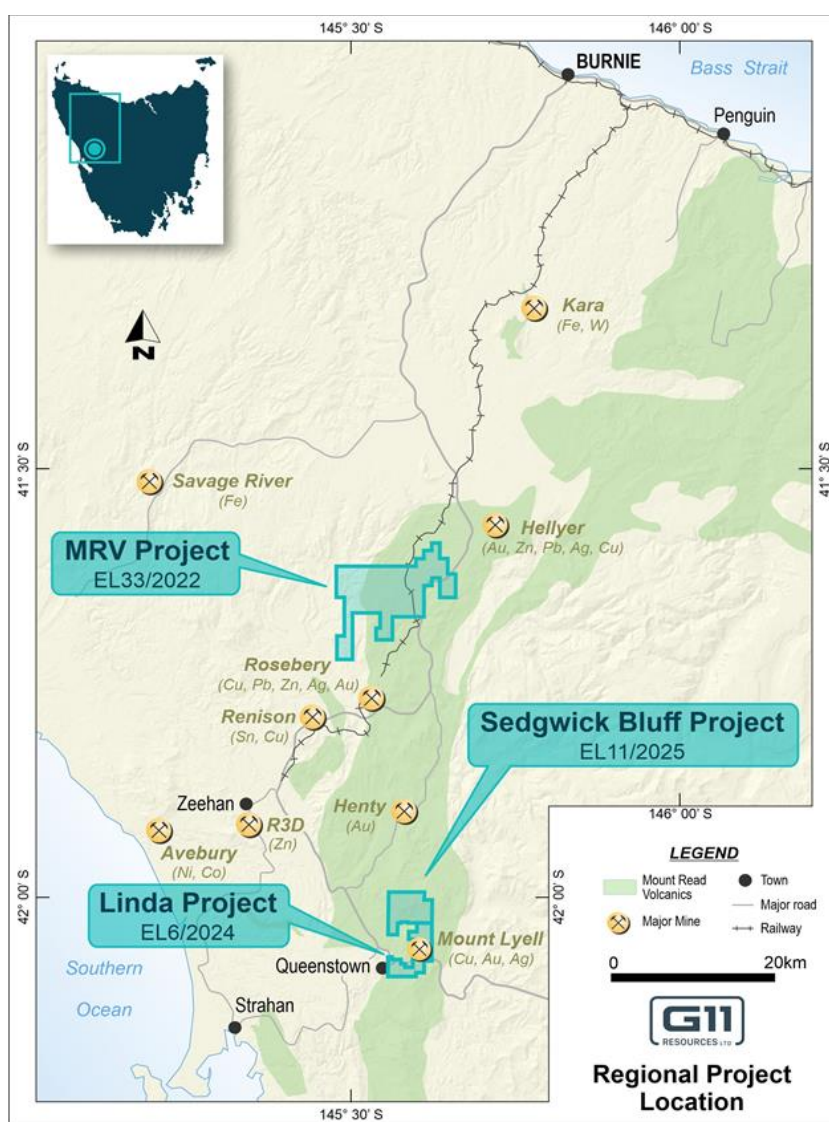 145° 30' S
146° 00' S
BURNIE
Bass Strait
Penguin
N
Kara
(Fe, W)
41° 30' S
41° 30' S
Savage River
(Fe)
Hellyer
(Au, Zn, Pb, Ag, Cu)
MRV Project
EL33/2022
Rosebery
(Cu, Pb, Zn, Ag, Au)
Renison
(Sn, Cu)
Sedgwick Bluff Project
EL11/2025
Zeehan
Henty
(Au)
R3D
(Zn)
Avebury
(Ni, Co)
146° 00' S
42° 00' S
Linda Project
EL6/2024
Mount Lyell
(Cu, Au, Ag)
Queenstown
Southern
Ocean
Strahan
LEGEND
Mount Read
Volcanics
Town
Major road
Major Mine
Railway
0 20km
G11
RESOURCES LTD
Regional Project
Location
42° 00' S
145° 30' S